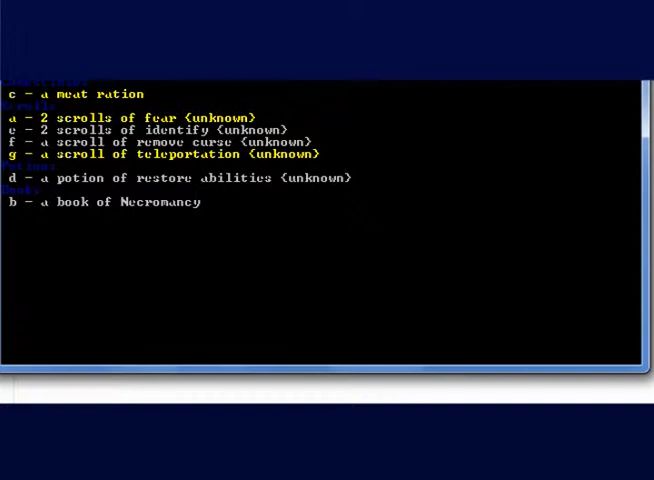 c - a meat ration
a - 2 scrolls of fear {unknown}
e - 2 scrolls of identify {unknown}
f - a scroll of remove curse {unknown}
g - a scroll of teleportation {unknown}
d - a potion of restore abilities {unknown}
b - a book of Necromancy